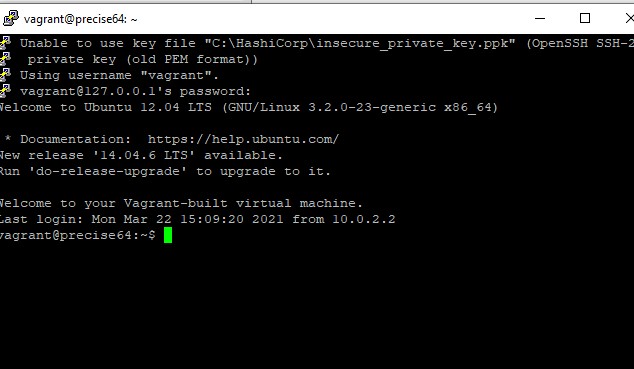 vagrant@precise64: ~
Unable to use key file "C:\HashiCorp\insecure_private_key.ppk" (OpenSSH SSH-2
private key (old PEM format))
Using username "vagrant".
vagrant@127.0.0.1's password:
Welcome to Ubuntu 12.04 LTS (GNU/Linux 3.2.0-23-generic x86_64)
* Documentation:  https://help.ubuntu.com/
New release '14.04.6 LTS' available.
Run 'do-release-upgrade' to upgrade to it.
Welcome to your Vagrant-built virtual machine.
Last login: Mon Mar 22 15:09:20 2021 from 10.0.2.2
vagrant@precise64:~$